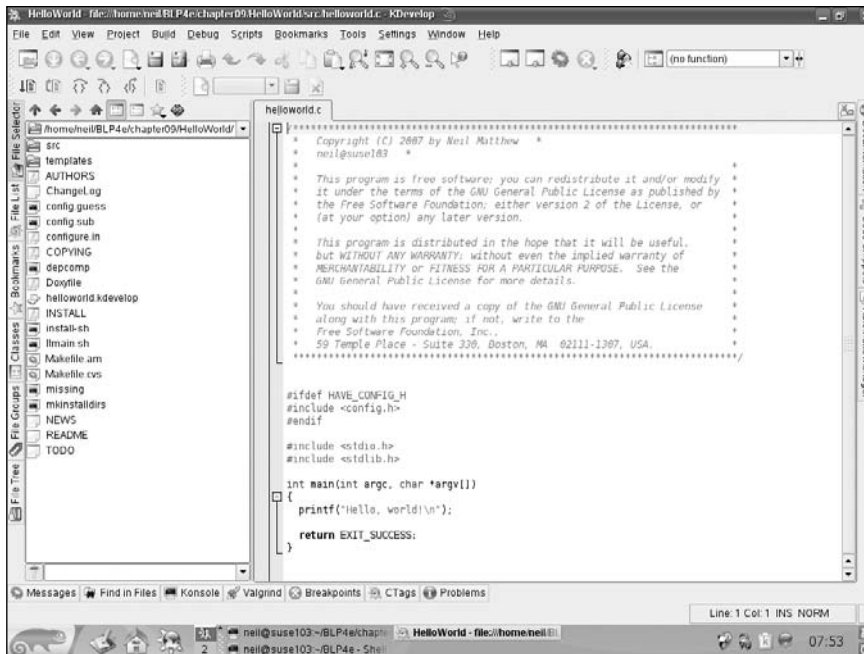 HelloWorld - file:///home/neil/BLP4e/chapter09/HelloWorld/src/helloworld.c - KDevelop
File Edit View Project Build Debug Scripts Bookmarks Tools Settings Window Help
(no function)
File Selector
File List
Bookmarks
Classes
File Groups
File Tree
/home/neil/BLP4e/chapter09/HelloWorld/
src
templates
AUTHORS
ChangeLog
config.guess
config.sub
configure.in
COPYING
depcomp
Doxyfile
helloworld.kdevelop
INSTALL
install-sh
ltmain.sh
Makefile.am
Makefile.cvs
missing
mkinstalldirs
NEWS
README
TODO
helloworld.c
/***************************************************************************
* Copyright (C) 2007 by Neil Matthew *
* neil@suse103 *
* *
* This program is free software; you can redistribute it and/or modify *
* it under the terms of the GNU General Public License as published by *
* the Free Software Foundation; either version 2 of the License, or *
* (at your option) any later version. *
* *
* This program is distributed in the hope that it will be useful, *
* but WITHOUT ANY WARRANTY; without even the implied warranty of *
* MERCHANTABILITY or FITNESS FOR A PARTICULAR PURPOSE. See the *
* GNU General Public License for more details. *
* *
* You should have received a copy of the GNU General Public License *
* along with this program; if not, write to the *
* Free Software Foundation, Inc., *
* 59 Temple Place - Suite 330, Boston, MA 02111-1307, USA. *
***************************************************************************/
#ifdef HAVE_CONFIG_H
#include <config.h>
#endif
#include <stdio.h>
#include <stdlib.h>
int main(int argc, char *argv[])
{
printf("Hello, world!\n");
return EXIT_SUCCESS;
}
Messages Find in Files Konsole Valgrind Breakpoints CTags Problems
Line: 1 Col: 1 INS NORM
2
neil@suse103:~/BLP4e/chapt
neil@suse103:~/BLP4e - Shel
HelloWorld - file:///home/neil/B
07:53